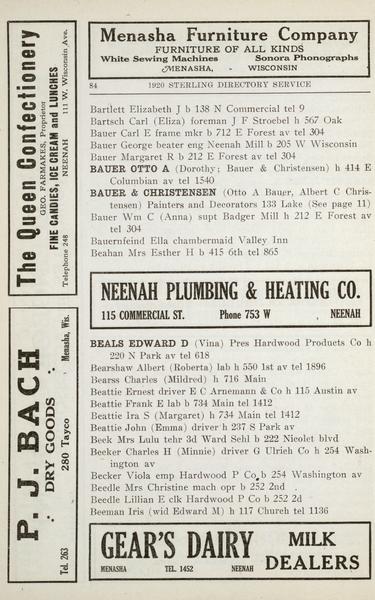 The Queen Confectionery
GEO. FARMAKES, Proprietor
FINE CANDIES, ICE CREAM and LUNCHES
Telephone 248 NEENAH 111 W. Wisconsin Ave.
P. J. BACH
DRY GOODS
Tel. 263 280 Tayco Menasha, Wis.
Menasha Furniture Company
FURNITURE OF ALL KINDS
White Sewing Machines Sonora Phonographs
MENASHA, - WISCONSIN
84 1920 STERLING DIRECTORY SERVICE
Bartlett Elizabeth J b 138 N Commercial tel 9
Bartsch Carl (Eliza) foreman J F Stroebel h 567 Oak
Bauer Carl E frame mkr b 712 E Forest av tel 304
Bauer George beater eng Neenah Mill b 205 W Wisconsin
Bauer Margaret R b 212 E Forest av tel 304
BAUER OTTO A (Dorothy; Bauer & Christensen) h 414 E
Columbian av tel 1540
BAUER & CHRISTENSEN (Otto A Bauer, Albert C Chris-
tensen) Painters and Decorators 133 Lake (See page 11)
Bauer Wm C (Anna) supt Badger Mill h 212 E Forest av
tel 304
Bauernfeind Ella chambermaid Valley Inn
Beahan Mrs Esther H b 415 6th tel 865
NEENAH PLUMBING & HEATING CO.
115 COMMERCIAL ST. Phone 753 W NEENAH
BEALS EDWARD D (Vina) Pres Hardwood Products Co h
220 N Park av tel 618
Bearshaw Albert (Roberta) lab h 550 1st av tel 1896
Bearss Charles (Mildred) h 716 Main
Beattie Ernest driver E C Arnemann & Co h 115 Austin av
Beattie Frank E lab b 734 Main tel 1412
Beattie Ira S (Margaret) h 734 Main tel 1412
Beattie John (Emma) driver h 237 S Park av
Beek Mrs Lulu tehr 3d Ward Sehl b 222 Nicolet blvd
Becker Charles H (Minnie) driver G Ulrich Co h 254 Wash-
ington av
Becker Viola emp Hardwood P Co b 254 Washington av
Beedle Mrs Christine mach opr b 252 2nd
Beedle Lillian E clk Hardwood P Co b 252 2d
Beeman Iris (wid Edward M) h 117 Church tel 1136
GEAR'S DAIRY MILK
DEALERS
MENASHA TEL. 1452 NEENAH